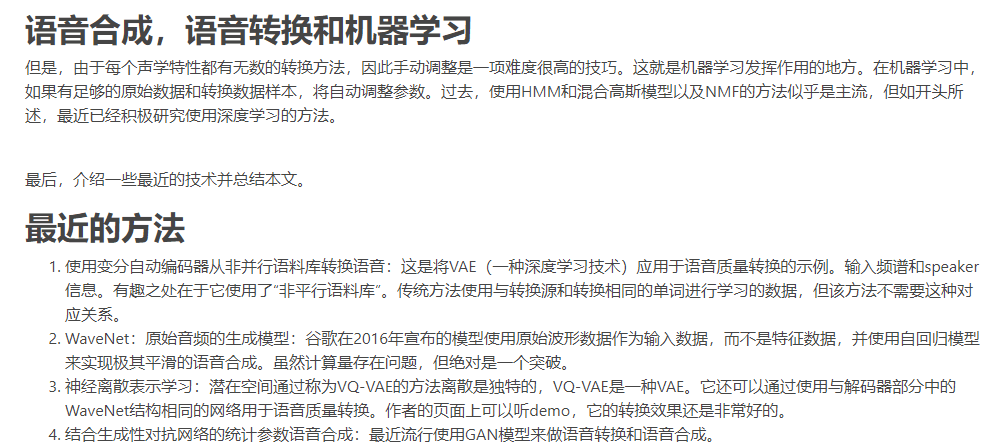 语音合成，语音转换和机器学习
但是，由于每个声学特性都有无数的转换方法，因此手动调整是一项难度很高的技巧。这就是机器学习发挥作用的地方。在机器学习中，
如果有足够的原始数据和转换数据样本，将自动调整参数。过去，使用HMM和混合高斯模型以及NMF的方法似乎是主流，但如开头所
述，最近已经积极研究使用深度学习的方法。
最后，介绍一些最近的技术并总结本文。
最近的方法
1. 使用变分自动编码器从非并行语料库转换语音：这是将VAE（一种深度学习技术）应用于语音质量转换的示例。输入频谱和speaker
信息。有趣之处在于它使用了“非平行语料库”。传统方法使用与转换源和转换相同的单词进行学习的数据，但该方法不需要这种对
应关系。
2. WaveNet：原始音频的生成模型：谷歌在2016年宣布的模型使用原始波形数据作为输入数据，而不是特征数据，并使用自回归模型
来实现极其平滑的语音合成。虽然计算量存在问题，但绝对是一个突破。
3. 神经离散表示学习：潜在空间通过称为VQ-VAE的方法离散是独特的，VQ-VAE是一种VAE。它还可以通过使用与解码器部分中的
WaveNet结构相同的网络用于语音质量转换。作者的页面上可以听demo，它的转换效果还是非常好的。
4. 结合生成性对抗网络的统计参数语音合成：最近流行使用GAN模型来做语音转换和语音合成。